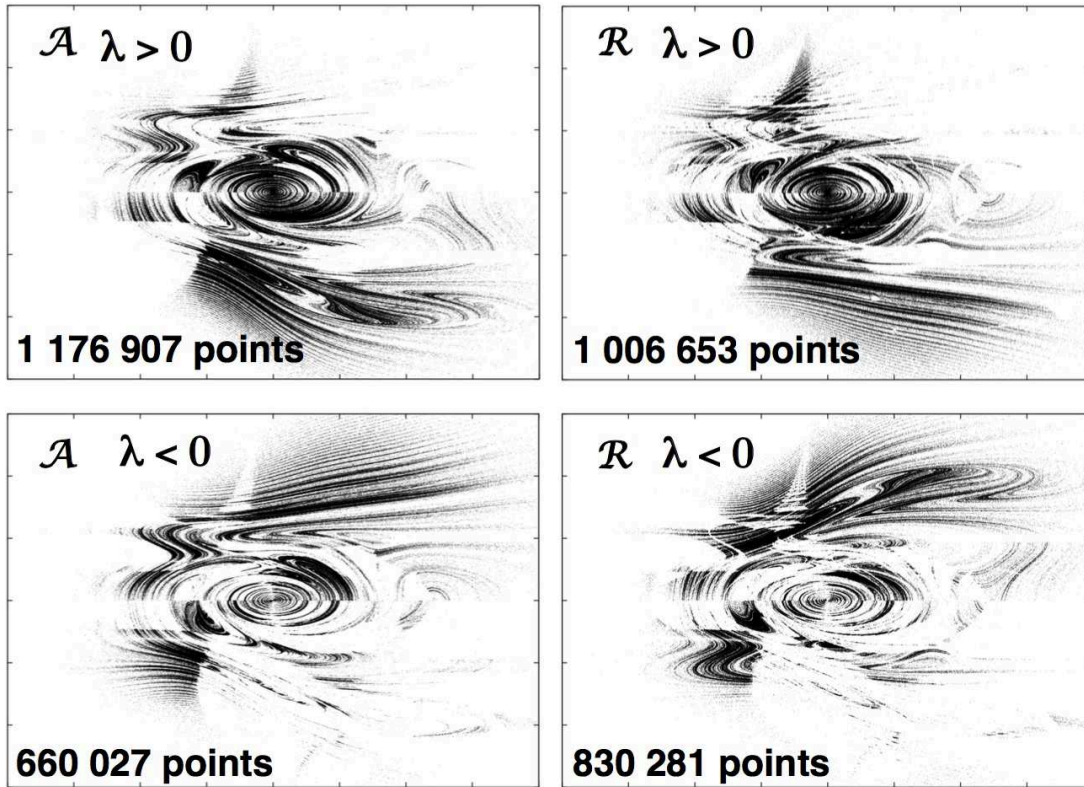 𝒜 λ > 0
1 176 907 points
ℛ λ > 0
1 006 653 points
𝒜 λ < 0
660 027 points
ℛ λ < 0
830 281 points